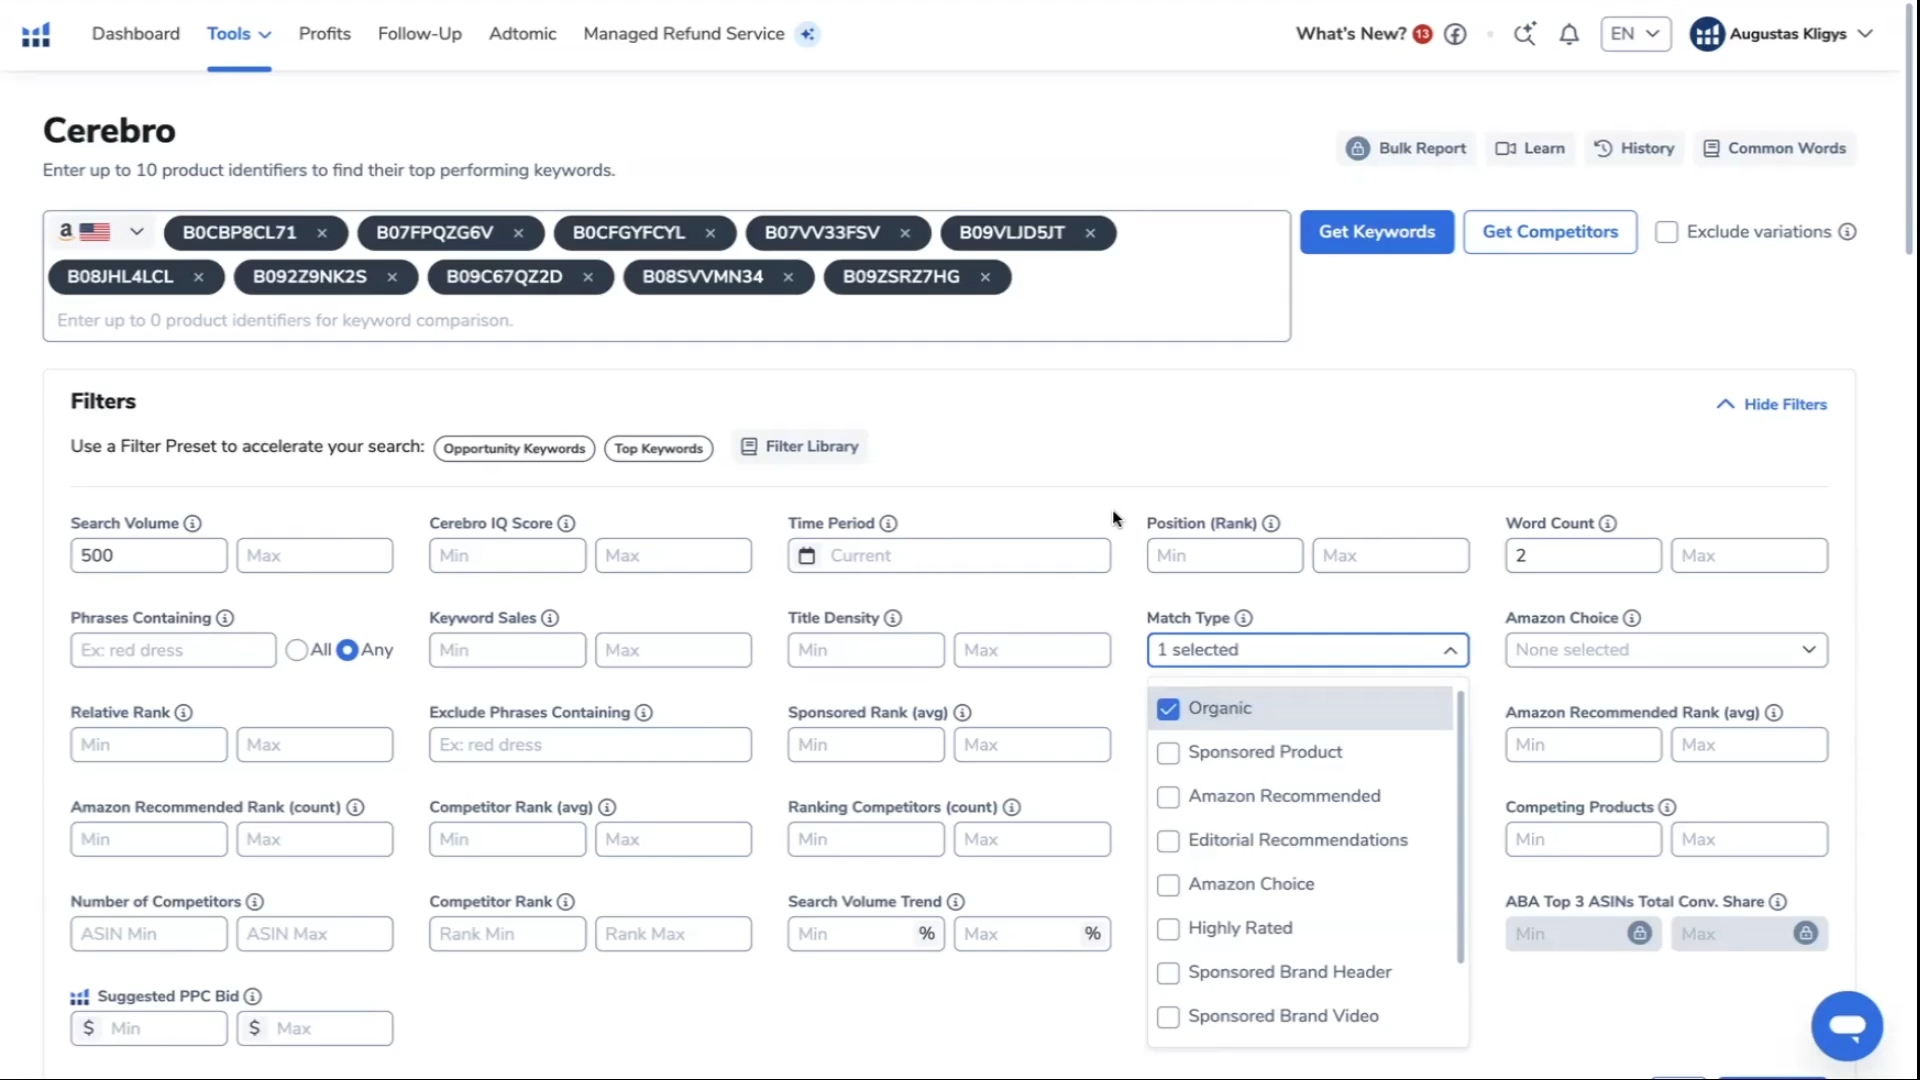 Dashboard Tools Profits Follow-Up Adtomic Managed Refund Service What's New? 13 EN Augustas Kligys
Cerebro
Enter up to 10 product identifiers to find their top performing keywords.
Bulk Report Learn History Common Words
a B0CBP8CL71 × B07FPQZG6V × B0CFGYFCYL × B07VV33FSV × B09VLJD5JT ×
Get Keywords Get Competitors Exclude variations
B08JHL4LCL × B092Z9NK2S × B09C67QZ2D × B08SVVMN34 × B09ZSRZ7HG ×
Enter up to 0 product identifiers for keyword comparison.
Filters
Hide Filters
Use a Filter Preset to accelerate your search: Opportunity Keywords Top Keywords Filter Library
Search Volume Cerebro IQ Score Time Period Position (Rank) Word Count
500 Max Min Max Current Min Max 2 Max
Phrases Containing Keyword Sales Title Density Match Type Amazon Choice
Ex: red dress All Any Min Max Min Max 1 selected None selected
Organic
Relative Rank Exclude Phrases Containing Sponsored Rank (avg) Amazon Recommended Rank (avg)
Min Max Ex: red dress Min Max Sponsored Product Min Max
Amazon Recommended
Amazon Recommended Rank (count) Competitor Rank (avg) Ranking Competitors (count) Competing Products
Min Max Min Max Min Max Editorial Recommendations Min Max
Amazon Choice
Number of Competitors Competitor Rank Search Volume Trend ABA Top 3 ASINs Total Conv. Share
ASIN Min ASIN Max Rank Min Rank Max Min % Max % Highly Rated Min Max
Sponsored Brand Header
Suggested PPC Bid
$ Min $ Max Sponsored Brand Video